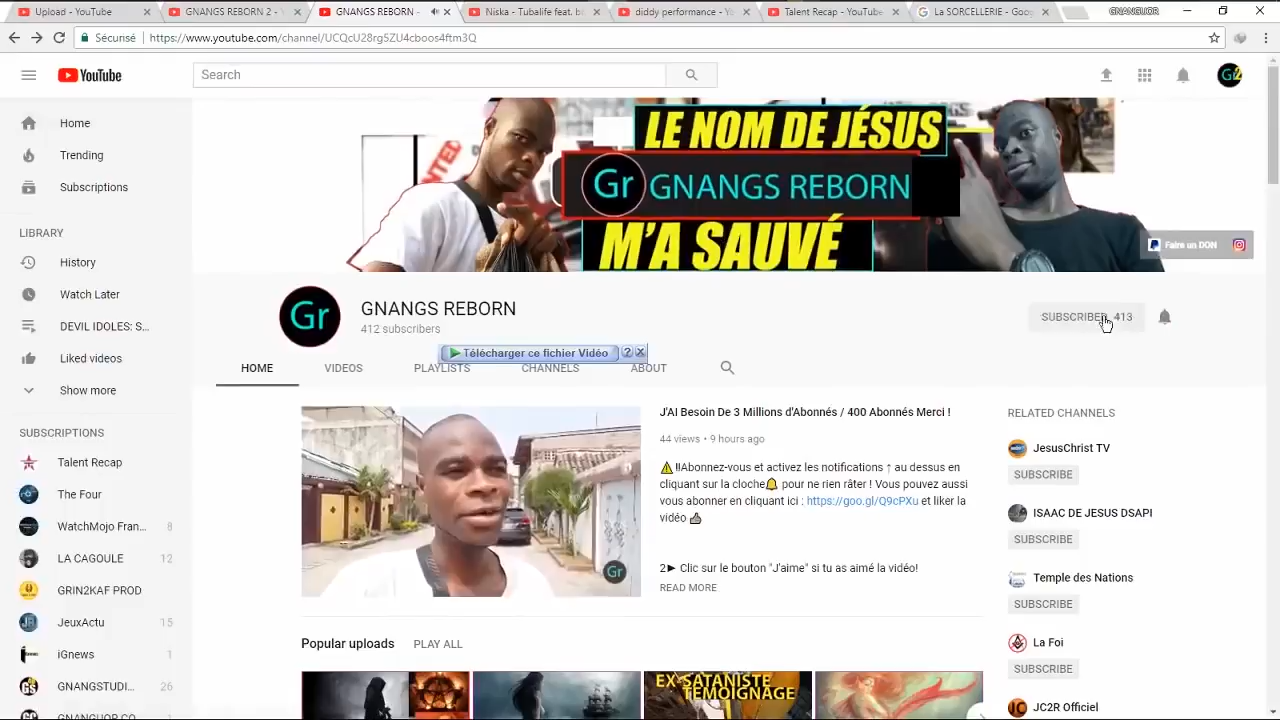 Upload - YouTube
GNANGS REBORN 2 - Y
GNANGS REBORN -
Niska - Tubalife feat. b
diddy performance - Yo
Talent Recap - YouTube
La SORCELLERIE - Goo
GNANGUOR
Sécurisé
https://www.youtube.com/channel/UCQcU28rgSZU4cboos4ftm3Q
YouTube
Search
Home
Trending
Subscriptions
LIBRARY
History
Watch Later
DEVIL IDOLES: S...
Liked videos
Show more
SUBSCRIPTIONS
Talent Recap
The Four
WatchMojo Fran... 8
LA CAGOULE 12
GRIN2KAF PROD
JeuxActu 15
iGnews 1
GNANGSTUDI... 26
GNANGUOR CO
LE NOM DE JÉSUS
Gr GNANGS REBORN
M'A SAUVÉ
Faire un DON
Gr
GNANGS REBORN
412 subscribers
SUBSCRIBED 413
Télécharger ce fichier Vidéo
HOME
VIDEOS
PLAYLISTS
CHANNELS
ABOUT
Gr
J'AI Besoin De 3 Millions d'Abonnés / 400 Abonnés Merci !
44 views • 9 hours ago
⚠️‼Abonnez-vous et activez les notifications ↑ au dessus en
cliquant sur la cloche🔔 pour ne rien râter ! Vous pouvez aussi
vous abonner en cliquant ici : https://goo.gl/Q9cPXu et liker la
vidéo 👍
2► Clic sur le bouton "J'aime" si tu as aimé la vidéo!
READ MORE
Popular uploads
PLAY ALL
EX-SATANISTE
TEMOIGNAGE
RELATED CHANNELS
JesusChrist TV
SUBSCRIBE
ISAAC DE JESUS DSAPI
SUBSCRIBE
Temple des Nations
SUBSCRIBE
La Foi
SUBSCRIBE
JC2R Officiel